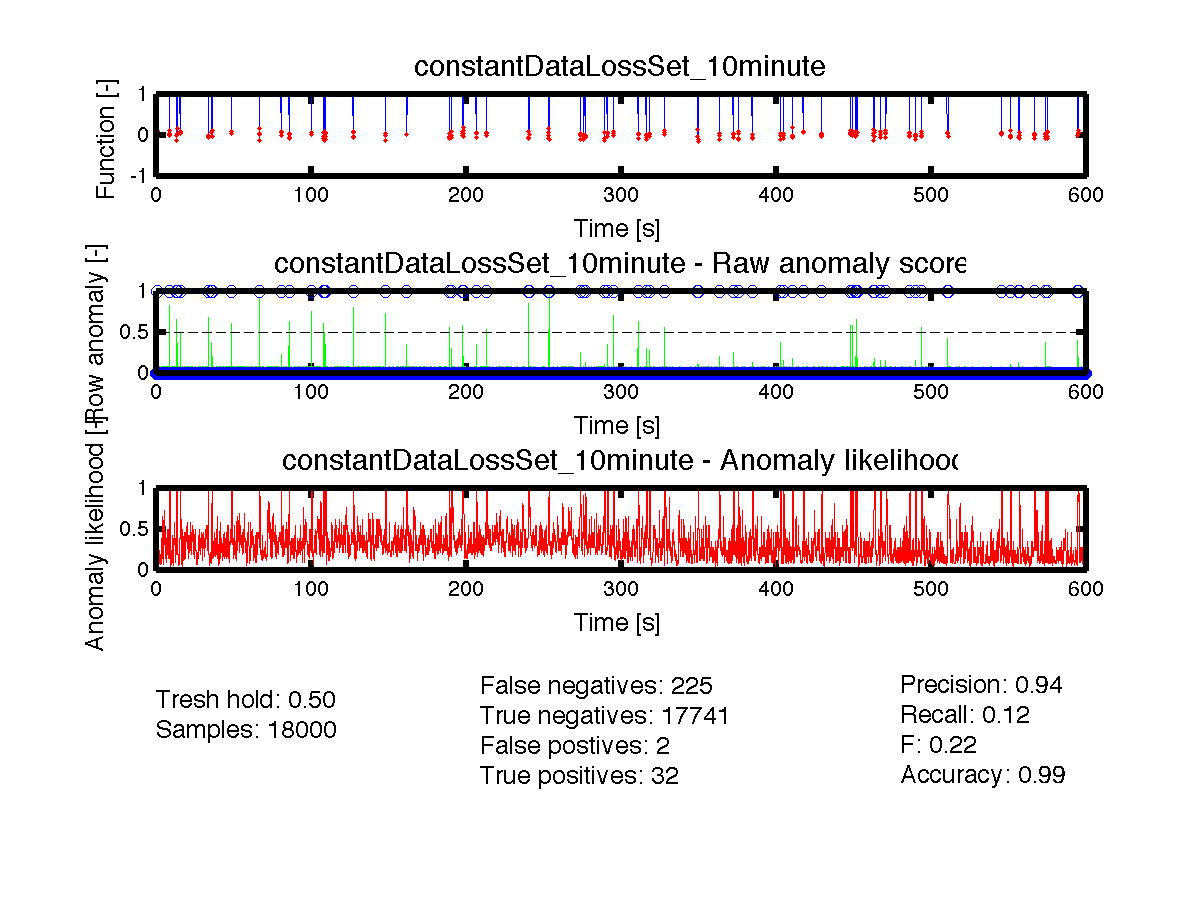 constantDataLossSet_10minute
Function [-]
1
0
-1
0 100 200 300 400 500 600
Time [s]
constantDataLossSet_10minute - Raw anomaly score
Row anomaly [-]
1
0.5
0
0 100 200 300 400 500 600
Time [s]
constantDataLossSet_10minute - Anomaly likelihood
Anomaly likelihood [-]
1
0.5
0
0 100 200 300 400 500 600
Time [s]
Tresh hold: 0.50
Samples: 18000
False negatives: 225
True negatives: 17741
False postives: 2
True positives: 32
Precision: 0.94
Recall: 0.12
F: 0.22
Accuracy: 0.99